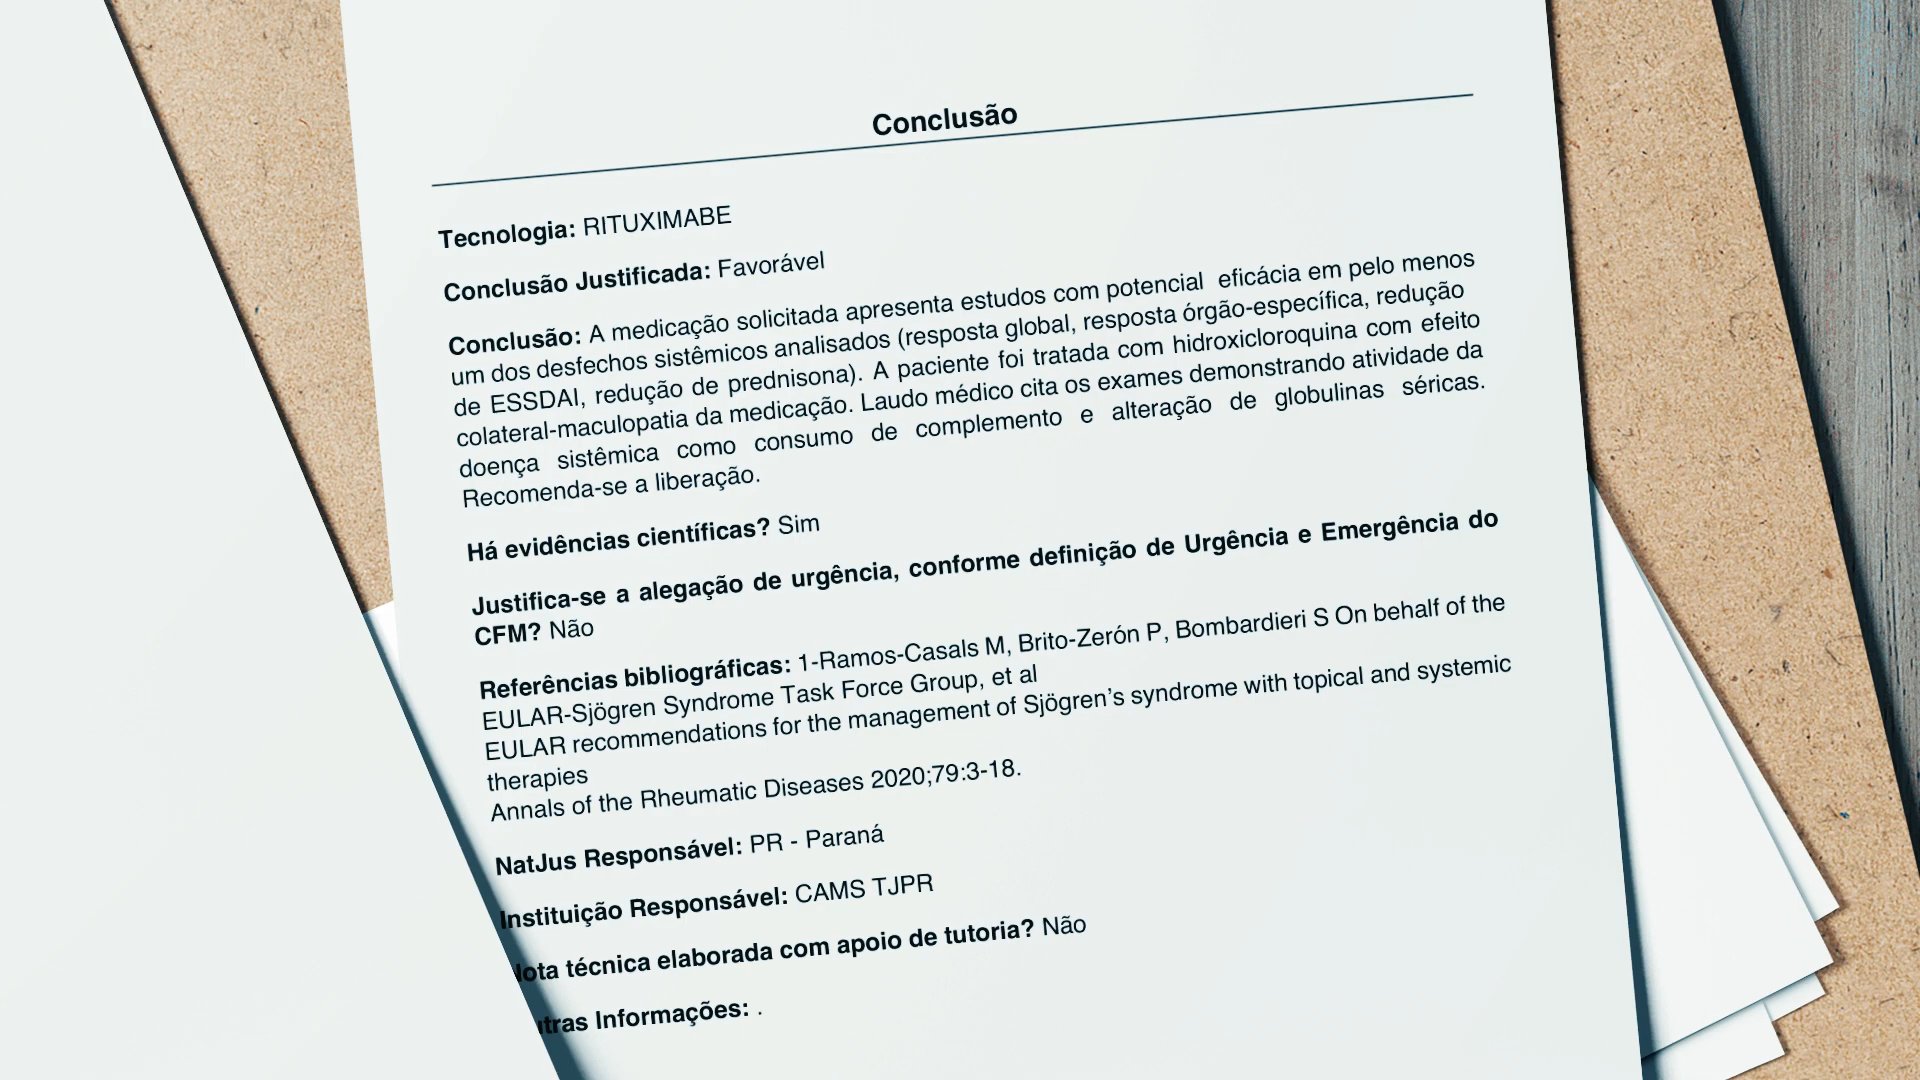 Conclusão
Tecnologia: RITUXIMABE
Conclusão Justificada: Favorável
Conclusão: A medicação solicitada apresenta estudos com potencial eficácia em pelo menos
um dos desfechos sistêmicos analisados (resposta global, resposta órgão-específica, redução
de ESSDAI, redução de prednisona). A paciente foi tratada com hidroxicloroquina com efeito
colateral-maculopatia da medicação. Laudo médico cita os exames demonstrando atividade da
doença sistêmica como consumo de complemento e alteração de globulinas séricas.
Recomenda-se a liberação.
Há evidências científicas? Sim
Justifica-se a alegação de urgência, conforme definição de Urgência e Emergência do
CFM? Não
Referências bibliográficas: 1-Ramos-Casals M, Brito-Zerón P, Bombardieri S On behalf of the
EULAR-Sjögren Syndrome Task Force Group, et al
EULAR recommendations for the management of Sjögren’s syndrome with topical and systemic
therapies
Annals of the Rheumatic Diseases 2020;79:3-18.
NatJus Responsável: PR - Paraná
Instituição Responsável: CAMS TJPR
Nota técnica elaborada com apoio de tutoria? Não
utras Informações: .